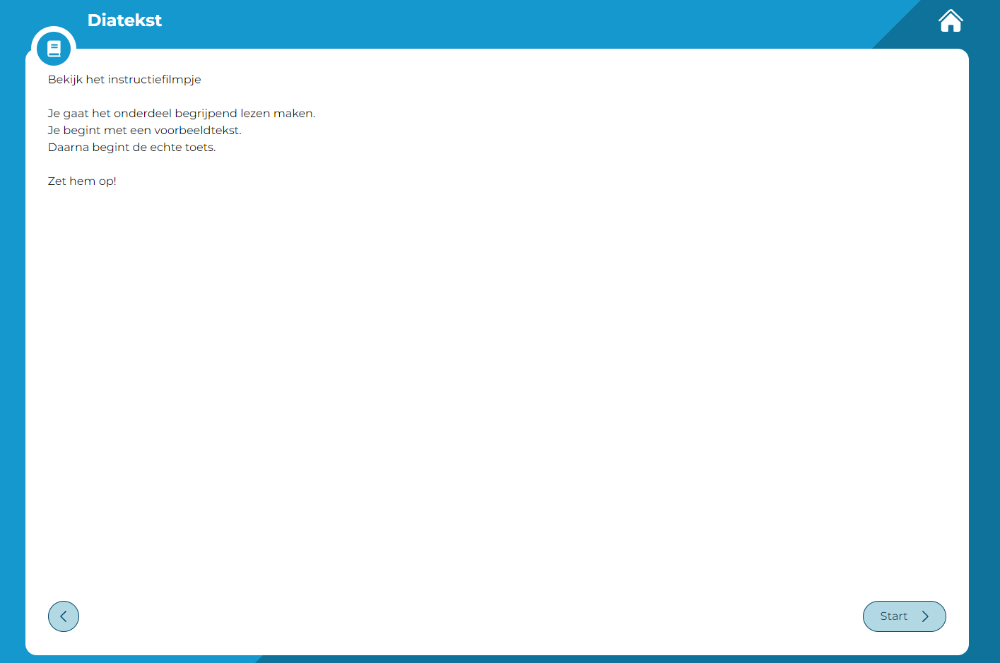 Diatekst
Bekijk het instructiefilmpje
Je gaat het onderdeel begrijpend lezen maken.
Je begint met een voorbeeldtekst.
Daarna begint de echte toets.
Zet hem op!
Start